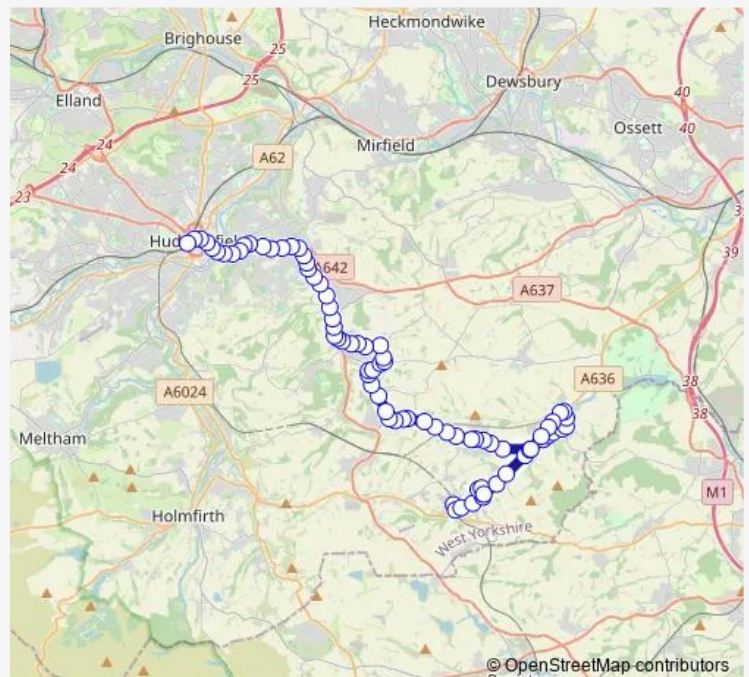 Heckmondwike
Brighouse
25
25
Dewsbury
Elland
40
40
Ossett
24
24
Mirfield
A62
23
39
A642
A637
A636
38
38
A6024
Meltham
M1
Holmfirth
West Yorkshire
© OpenStreetMap contributors